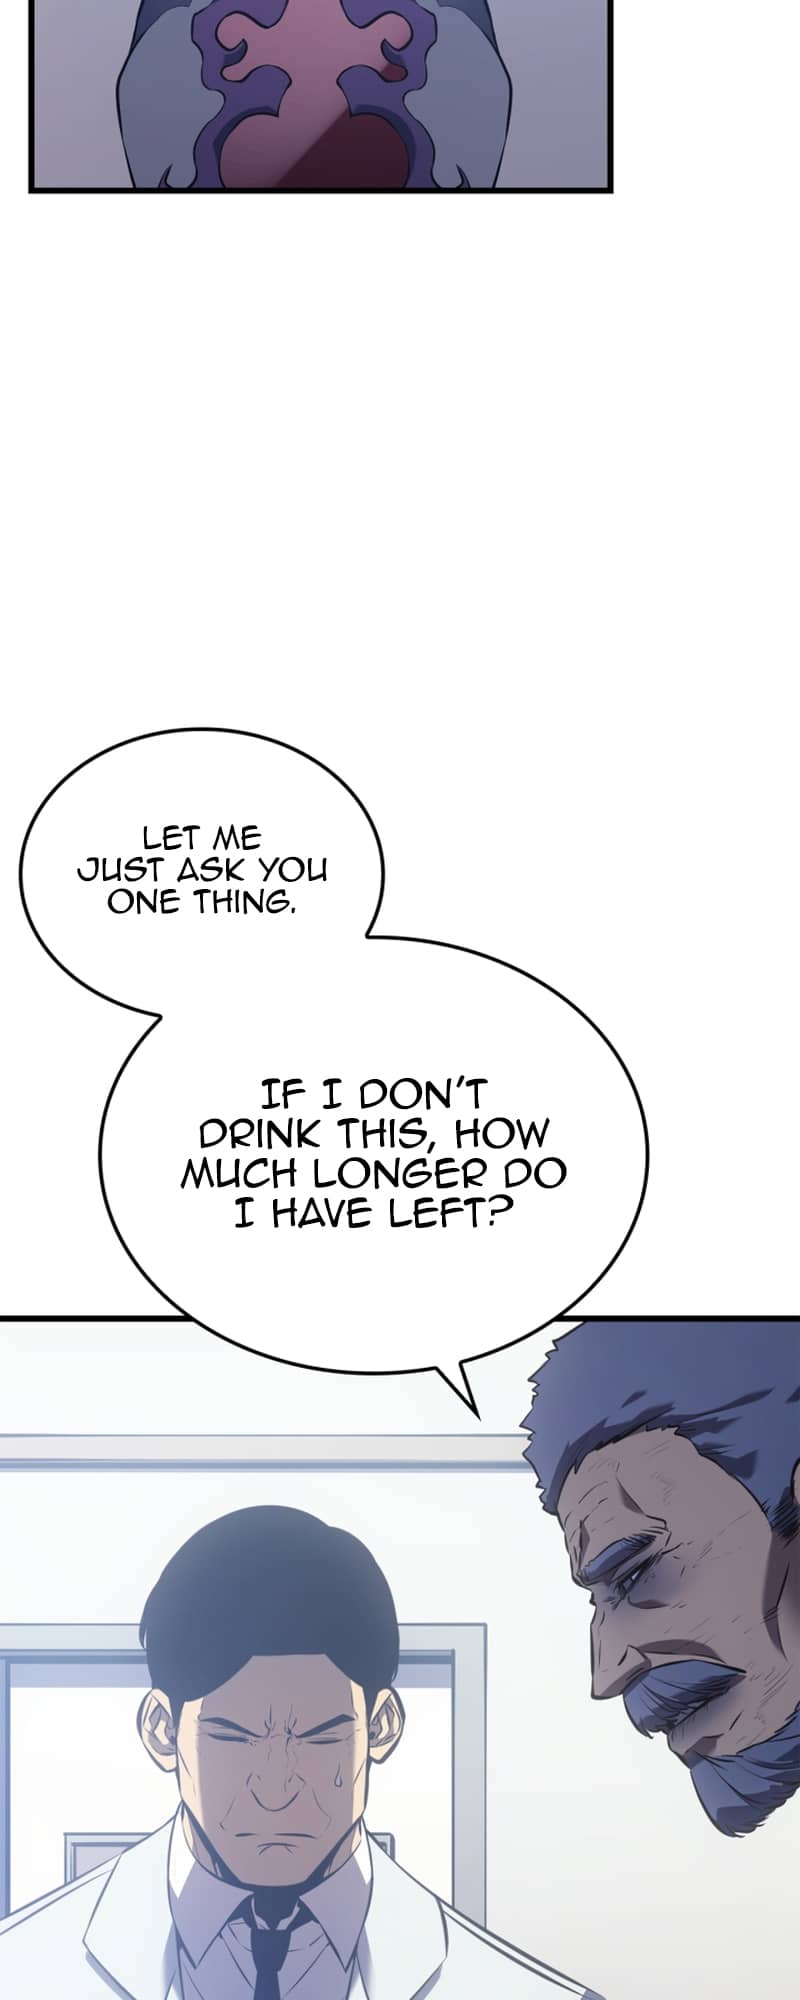 LET ME
JUST ASK YOU
ONE THING.
IF I DON'T
DRINK THIS, HOW
MUCH LONGER DO
I HAVE LEFT?